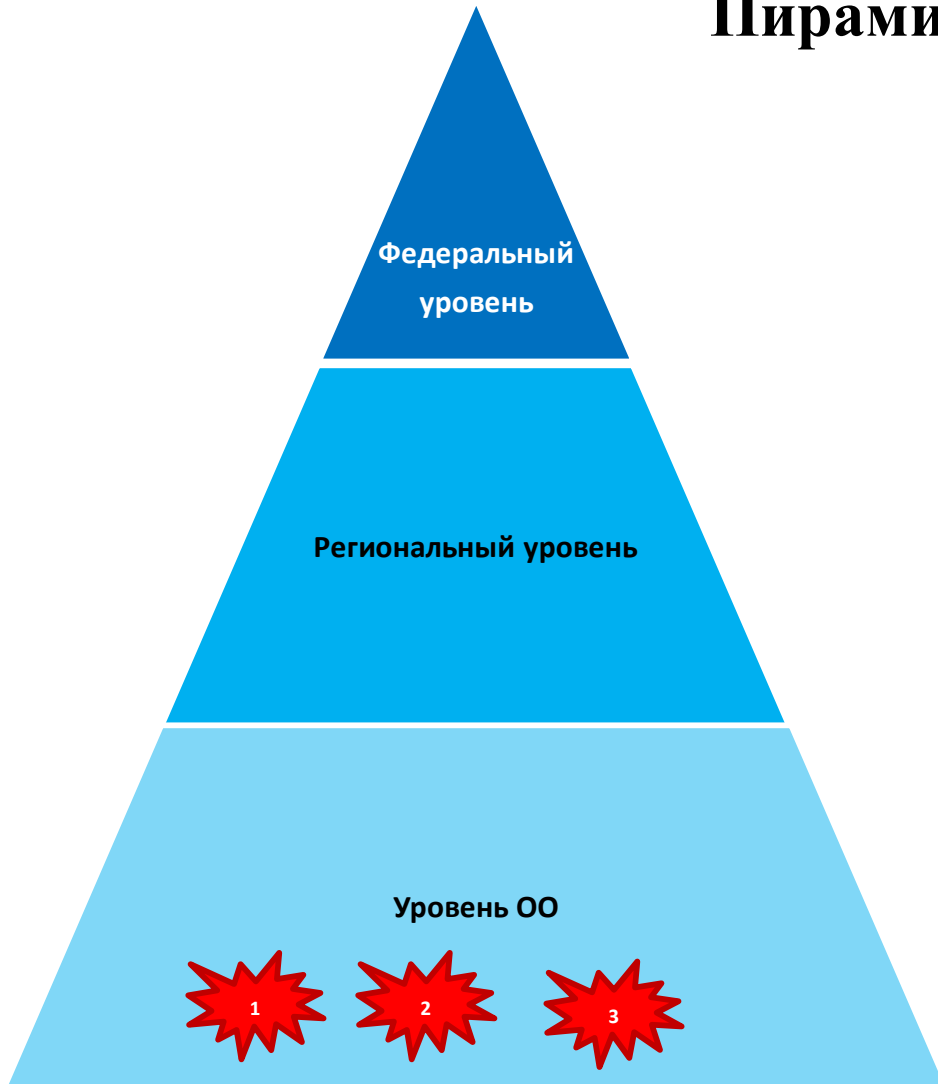 Пирами
Федеральный
уровень
Региональный уровень
Уровень ОО
1
2
3